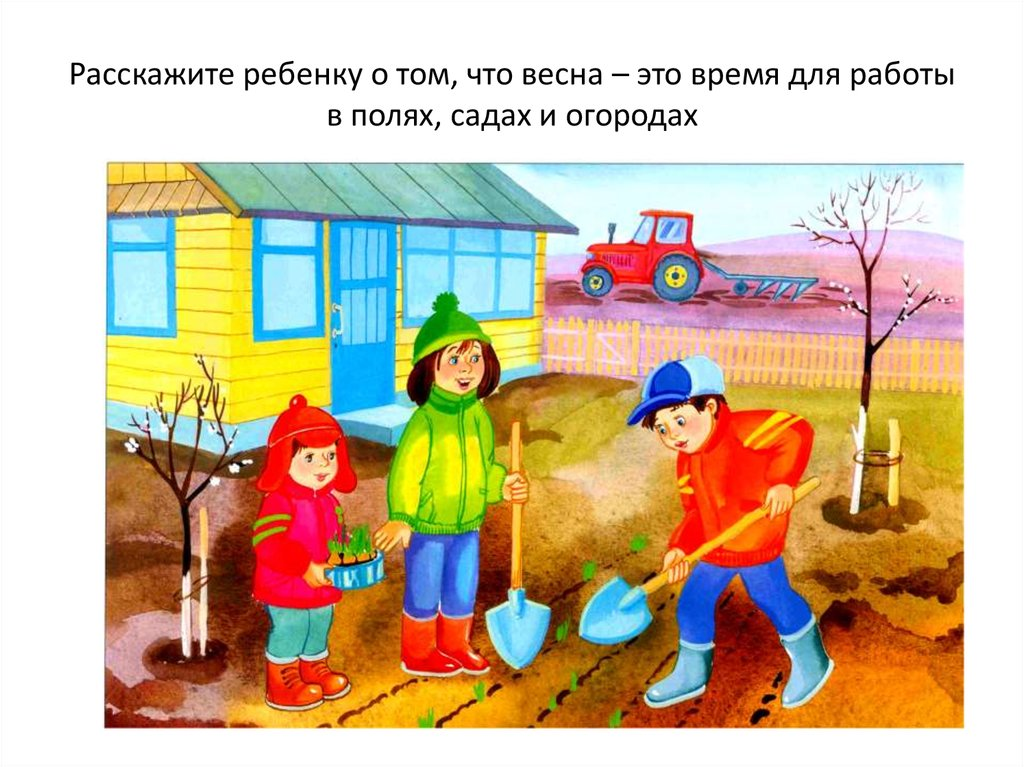 Расскажите ребенку о том, что весна – это время для работы
в полях, садах и огородах